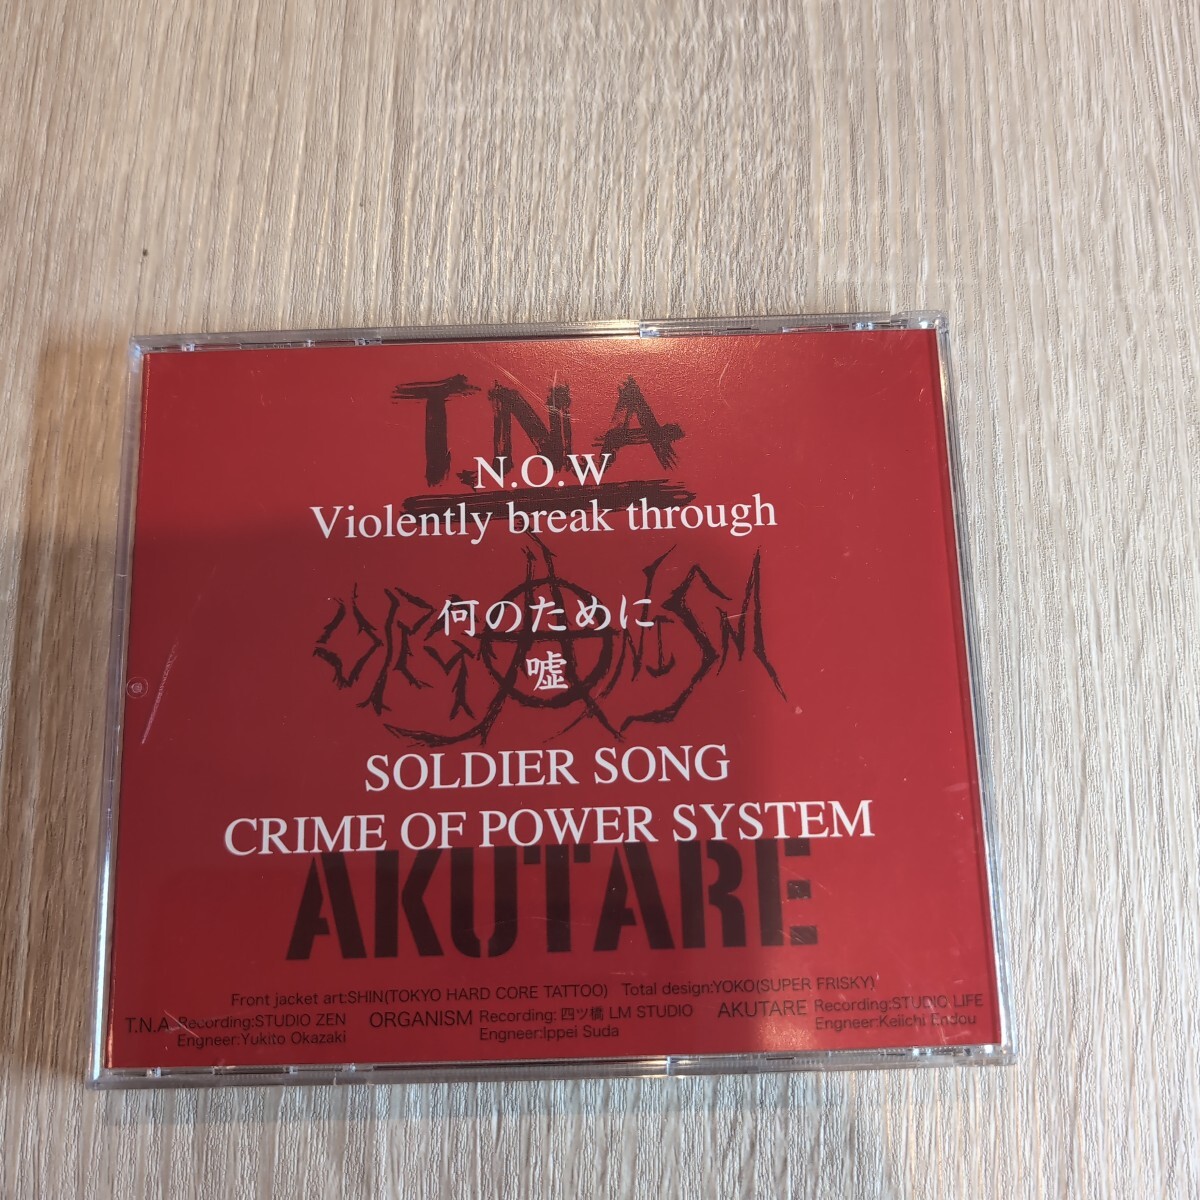 T.N.A
N.O.W
Violently break through
ORGANISM
何のために
嘘
SOLDIER SONG
CRIME OF POWER SYSTEM
AKUTARE
Front jacket art:SHIN(TOKYO HARD CORE TATTOO) Total design:YOKO(SUPER FRISKY)
T.N.A Recording:STUDIO ZEN
Engneer:Yukito Okazaki
ORGANISM Recording: 四ツ橋 LM STUDIO
Engneer:Ippei Suda
AKUTARE Recording:STUDIO LIFE
Engneer:Keiichi Endou